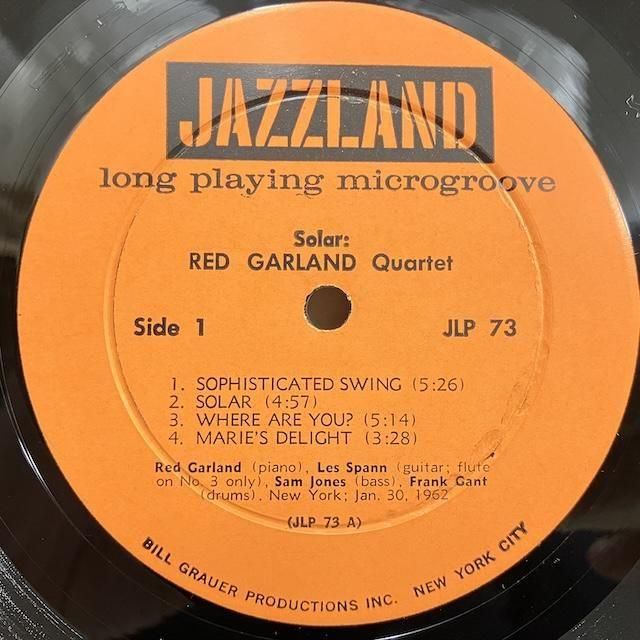 JAZZLAND
long playing microgroove
Solar:
RED GARLAND Quartet
Side 1
JLP 73
1. SOPHISTICATED SWING (5:26)
2. SOLAR (4:57)
3. WHERE ARE YOU? (5:14)
4. MARIE'S DELIGHT (3:28)
Red Garland (piano), Les Spann (guitar; flute
on No. 3 only), Sam Jones (bass), Frank Gant
(drums). New York; Jan. 30, 1962
(JLP 73 A)
BILL GRAUER PRODUCTIONS INC. NEW YORK CITY